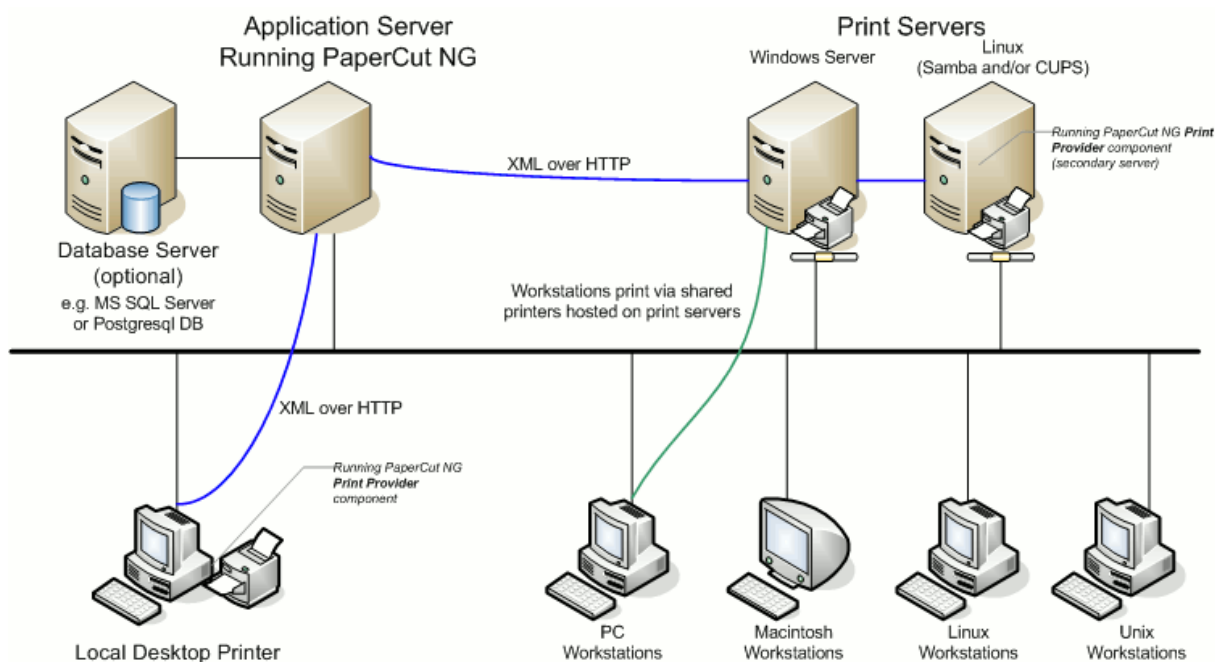 Application Server
Running PaperCut NG
Print Servers
Windows Server
Linux
(Samba and/or CUPS)
Running PaperCut NG Print
Provider component
(secondary server)
XML over HTTP
Database Server
(optional)
e.g. MS SQL Server
or Postgresql DB
Workstations print via shared
printers hosted on print servers
XML over HTTP
Running PaperCut NG
Print Provider
component
Local Desktop Printer
PC
Workstations
Macintosh
Workstations
Linux
Workstations
Unix
Workstations